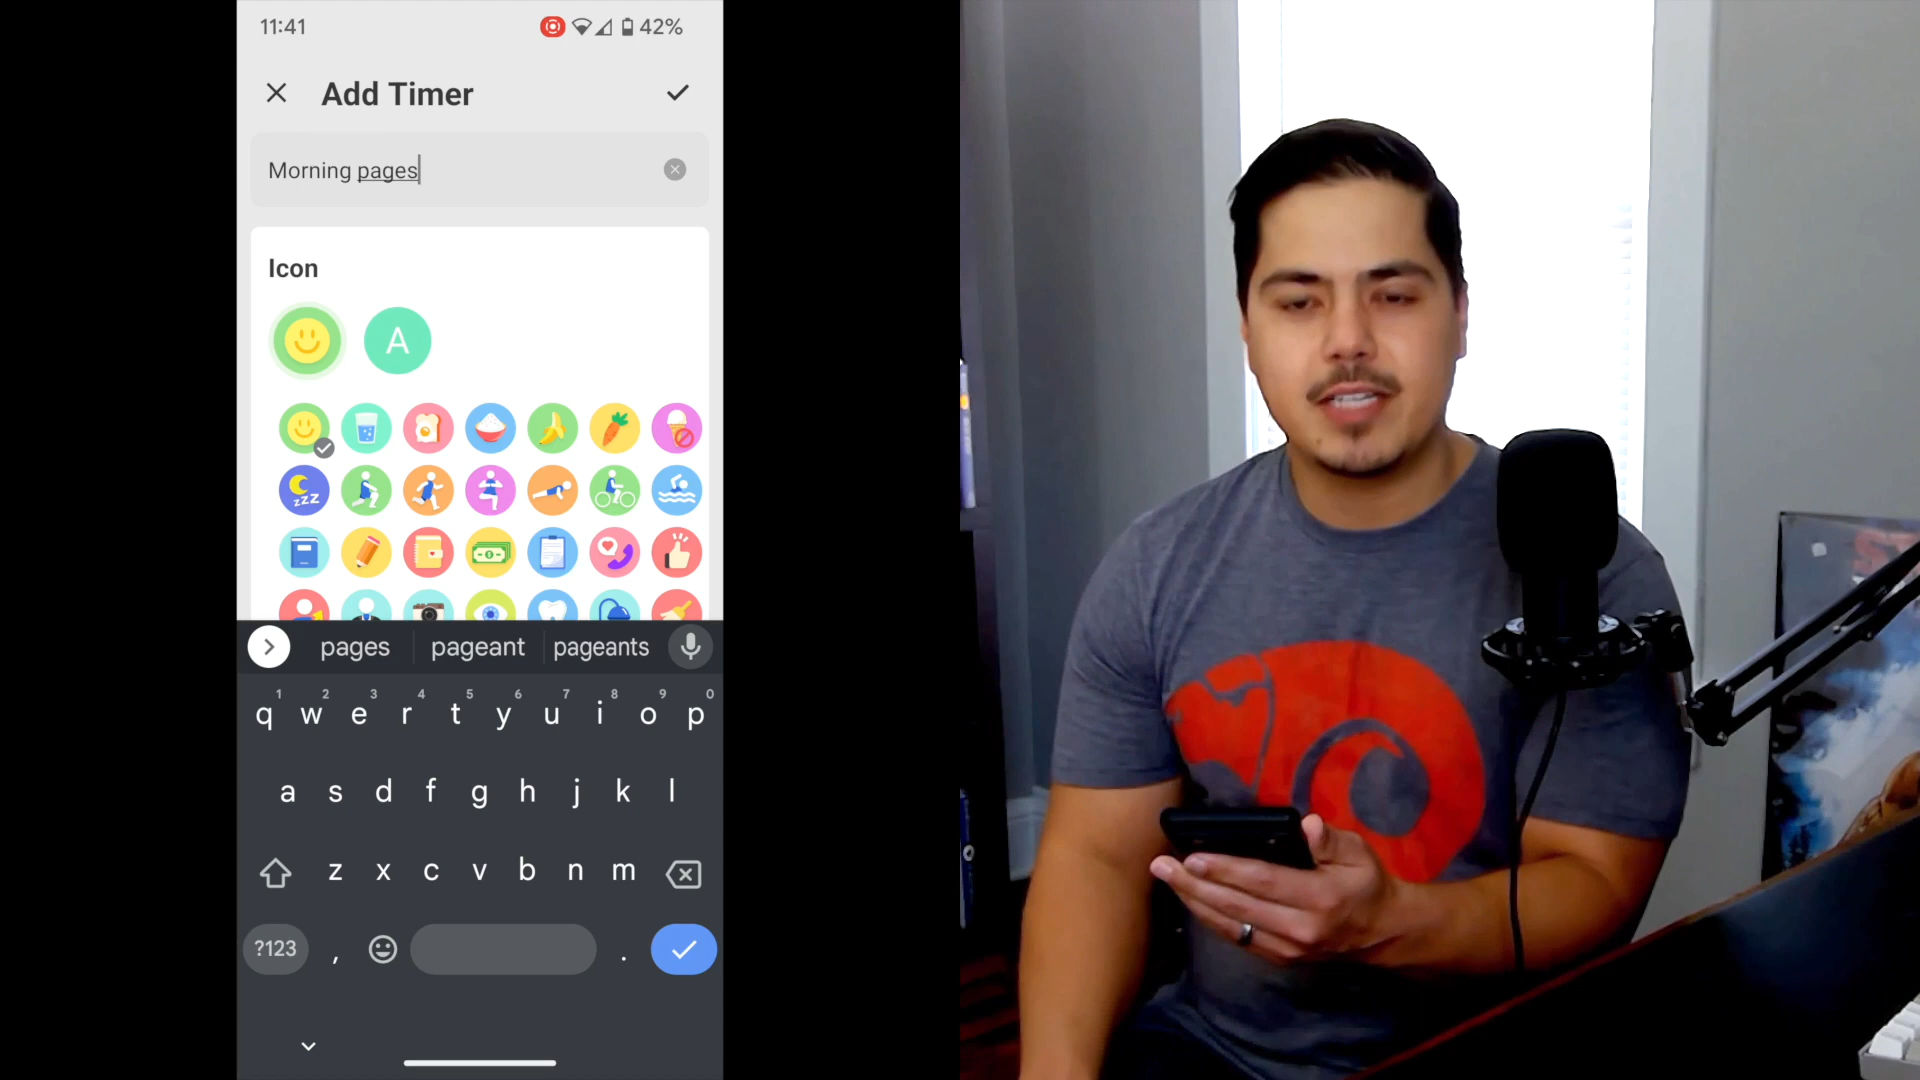 11:41
42%
Add Timer
Morning pages
Icon
A
zzz
pages pageant pageants
1 2 3 4 5 6 7 8 9 0
q w e r t y u i o p
a s d f g h j k l
z x c v b n m
?123 , .